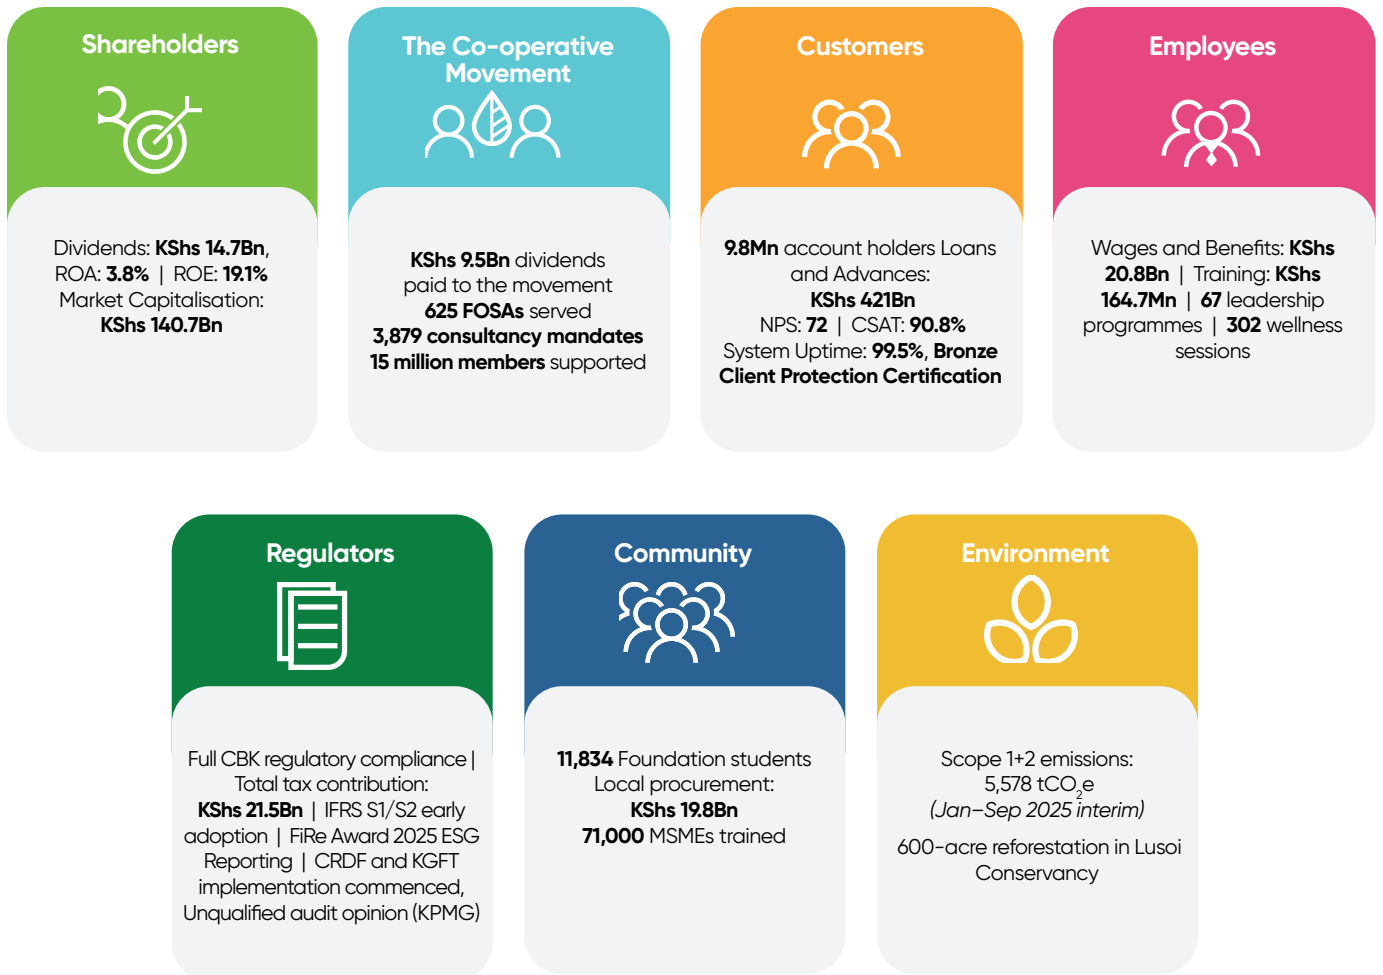 Shareholders
Dividends: KShs 14.7Bn,
ROA: 3.8% | ROE: 19.1%
Market Capitalisation:
KShs 140.7Bn
The Co-operative
Movement
KShs 9.5Bn dividends
paid to the movement
625 FOSAs served
3,879 consultancy mandates
15 million members supported
Customers
9.8Mn account holders Loans
and Advances:
KShs 421Bn
NPS: 72 | CSAT: 90.8%
System Uptime: 99.5%, Bronze
Client Protection Certification
Employees
Wages and Benefits: KShs
20.8Bn | Training: KShs
164.7Mn | 67 leadership
programmes | 302 wellness
sessions
Regulators
Full CBK regulatory compliance |
Total tax contribution:
KShs 21.5Bn | IFRS S1/S2 early
adoption | FiRe Award 2025 ESG
Reporting | CRDF and KGFT
implementation commenced,
Unqualified audit opinion (KPMG)
Community
11,834 Foundation students
Local procurement:
KShs 19.8Bn
71,000 MSMEs trained
Environment
Scope 1+2 emissions:
5,578 tCO₂e
(Jan–Sep 2025 interim)
600-acre reforestation in Lusoi
Conservancy